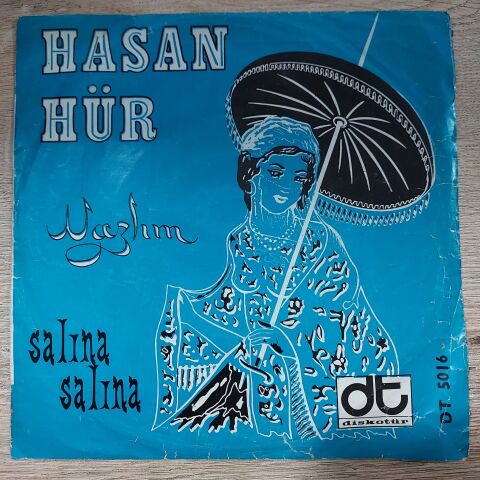 HASAN
HÜR
Nazlım
salına
salına
dt
diskotür
DT 5016